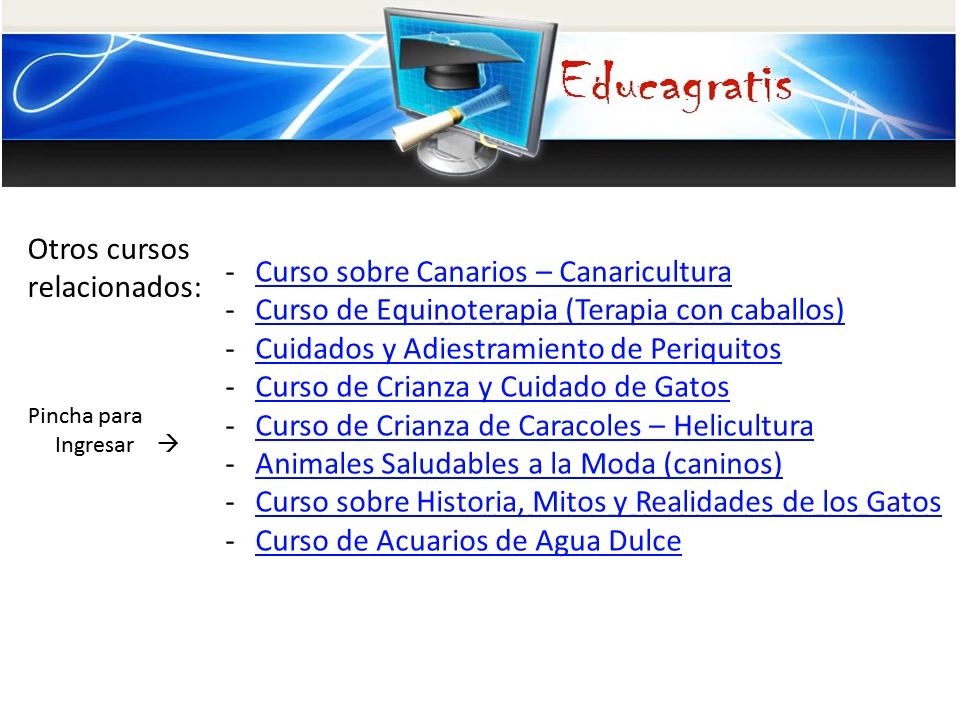 Educagratis
Otros cursos
relacionados:
- Curso sobre Canarios – Canaricultura
- Curso de Equinoterapia (Terapia con caballos)
- Cuidados y Adiestramiento de Periquitos
- Curso de Crianza y Cuidado de Gatos
- Curso de Crianza de Caracoles – Helicultura
- Animales Saludables a la Moda (caninos)
- Curso sobre Historia, Mitos y Realidades de los Gatos
- Curso de Acuarios de Agua Dulce
Pincha para
Ingresar →